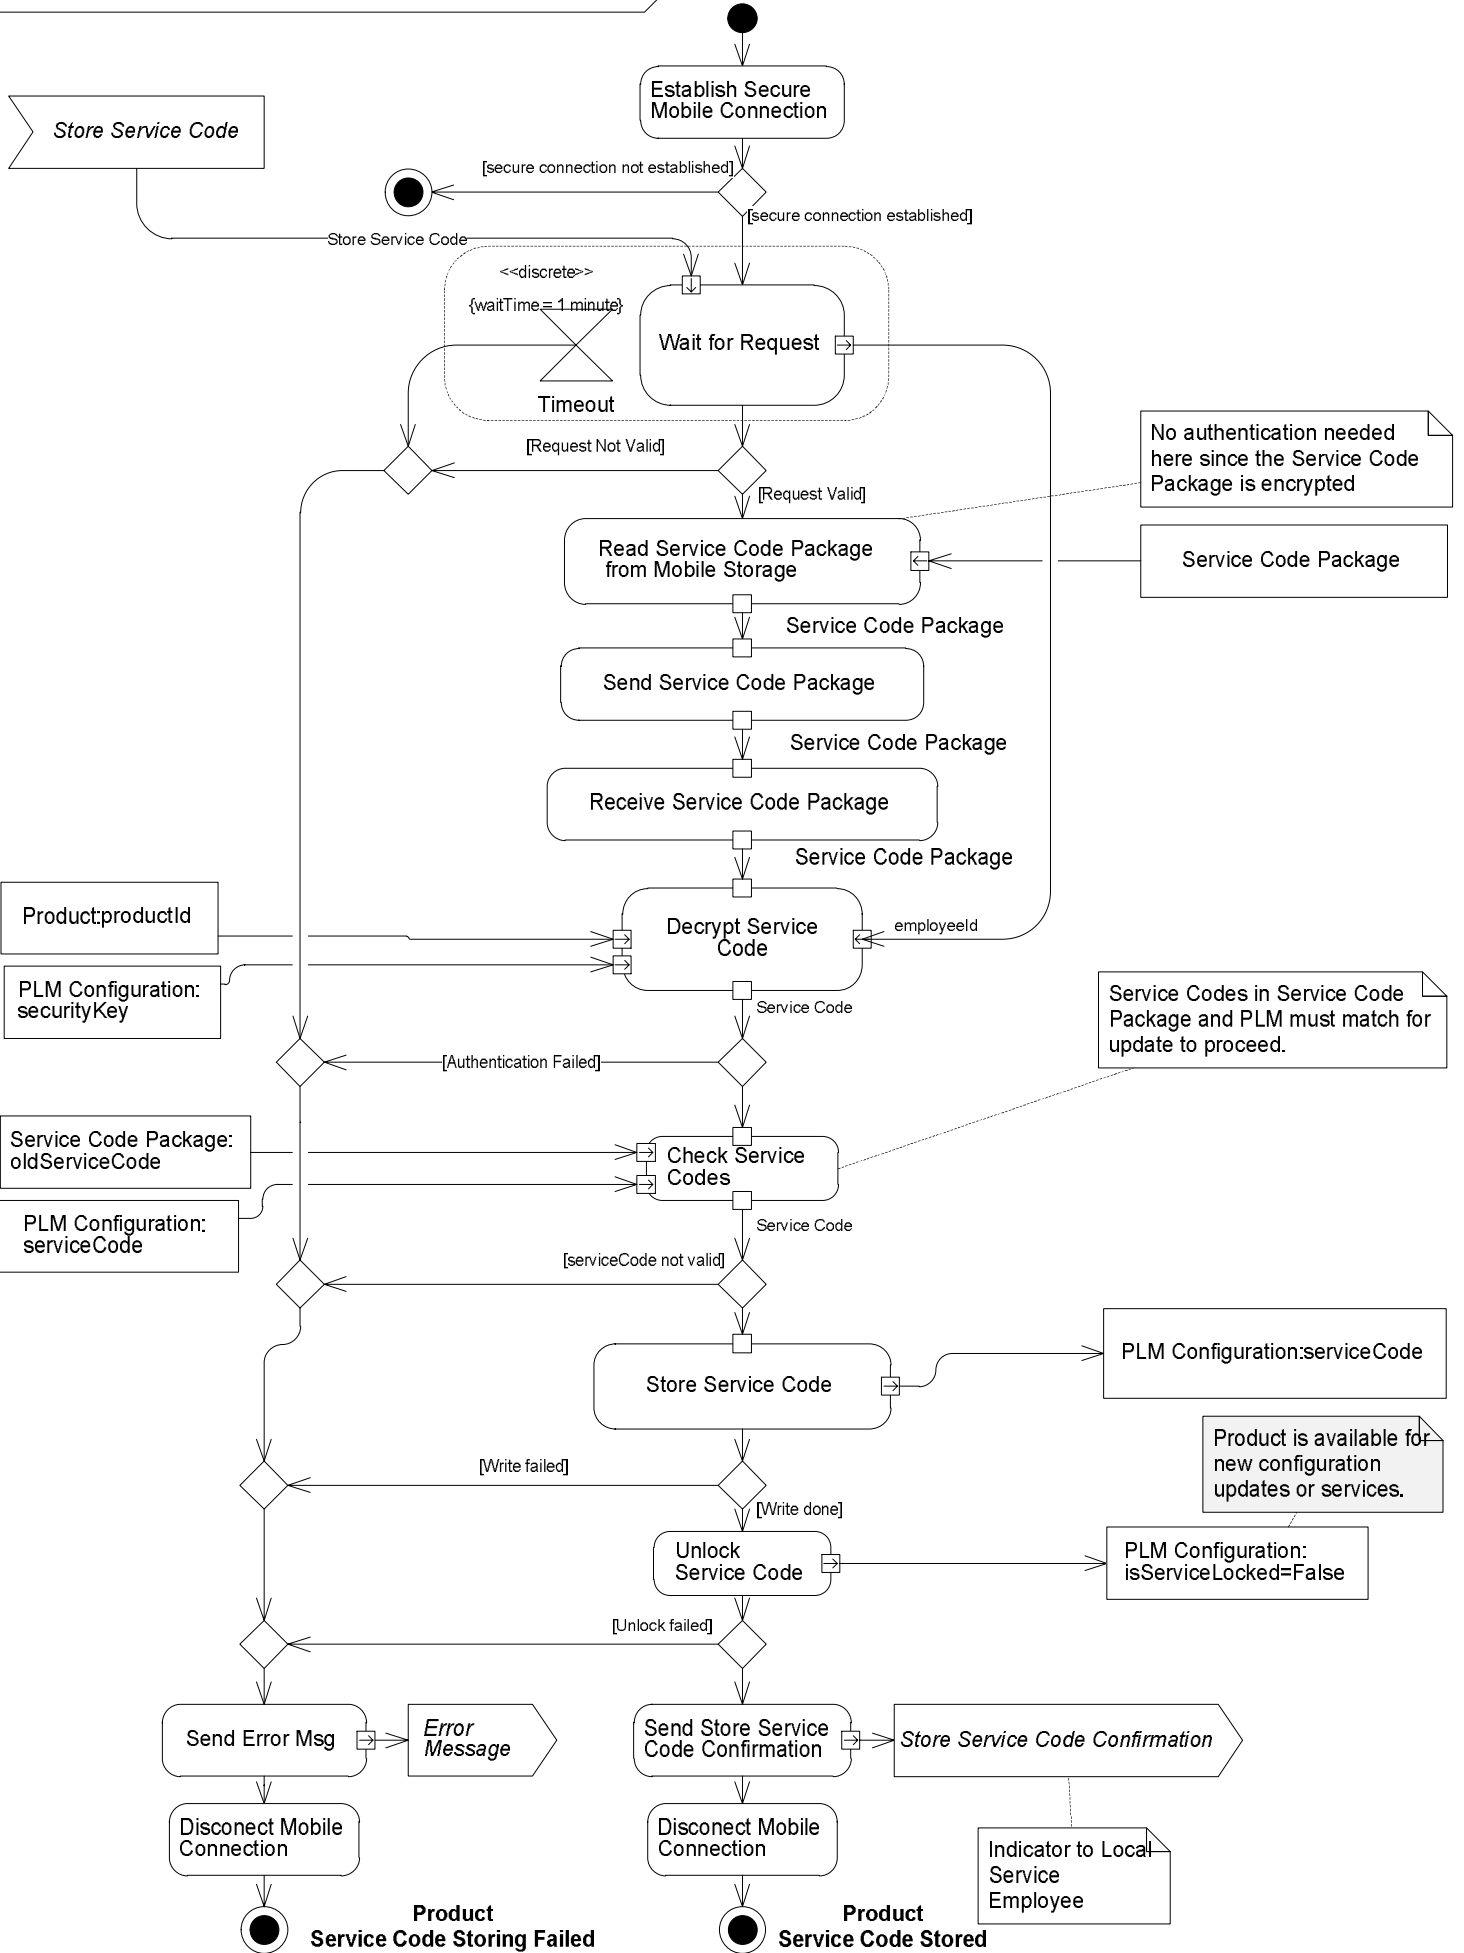 Establish Secure
Mobile Connection
Store Service Code
[secure connection not established]
[secure connection established]
Store Service Code
<<discrete>>
{waitTime = 1 minute}
Wait for Request
Timeout
[Request Not Valid]
No authentication needed
here since the Service Code
Package is encrypted
[Request Valid]
Read Service Code Package
from Mobile Storage
Service Code Package
Service Code Package
Send Service Code Package
Service Code Package
Receive Service Code Package
Service Code Package
Product:productId
Decrypt Service
Code
employeeId
PLM Configuration:
securityKey
Service Code
Service Codes in Service Code
Package and PLM must match for
update to proceed.
[Authentication Failed]
Service Code Package:
oldServiceCode
Check Service
Codes
PLM Configuration:
serviceCode
Service Code
[serviceCode not valid]
Store Service Code
PLM Configuration:serviceCode
Product is available for
new configuration
updates or services.
[Write failed]
[Write done]
Unlock
Service Code
PLM Configuration:
isServiceLocked=False
[Unlock failed]
Send Error Msg
Error
Message
Send Store Service
Code Confirmation
Store Service Code Confirmation
Disconect Mobile
Connection
Disconect Mobile
Connection
Indicator to Local
Service
Employee
Product
Service Code Storing Failed
Product
Service Code Stored